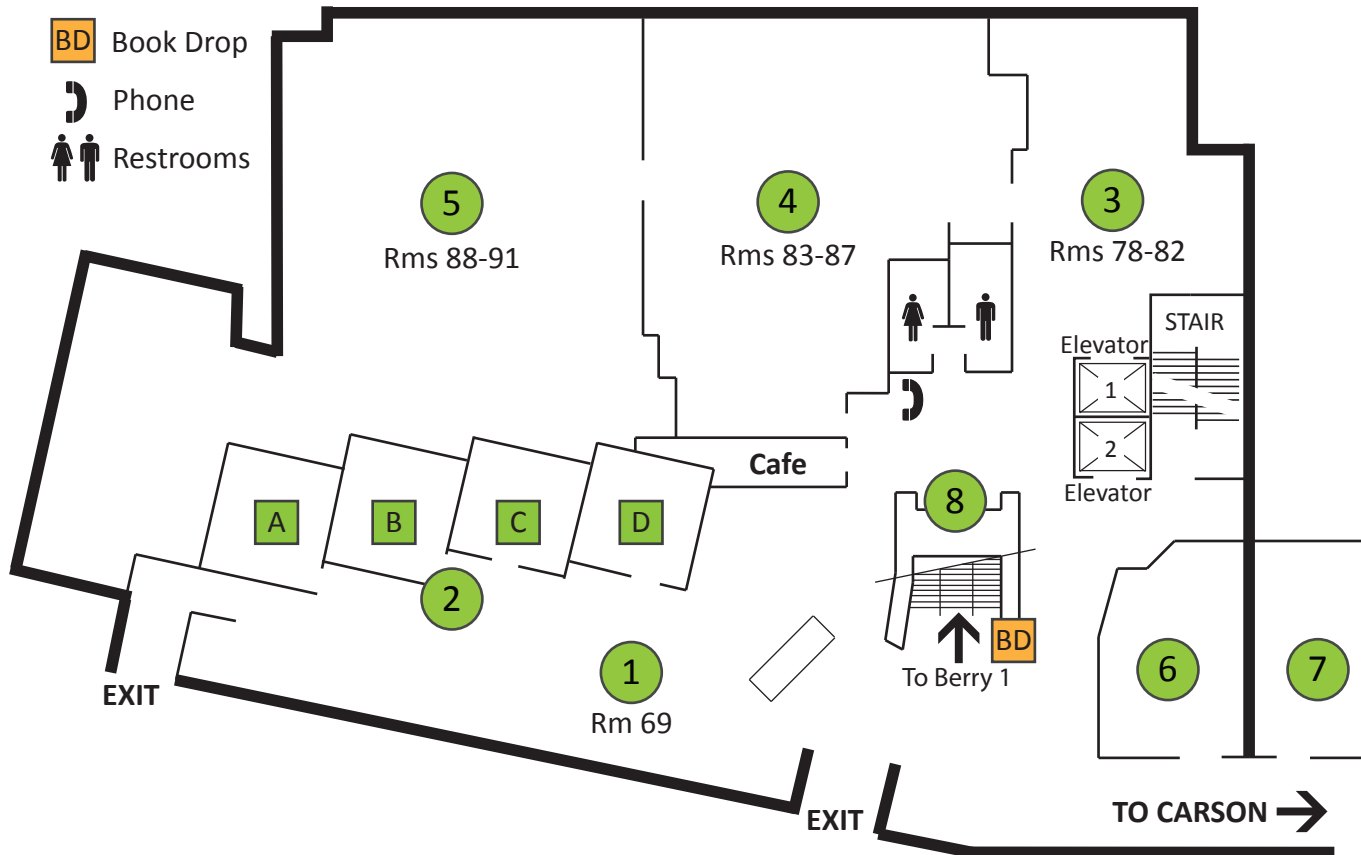 BD Book Drop
Phone
Restrooms
5
Rms 88-91
4
Rms 83-87
3
Rms 78-82
STAIR
Elevator
1
2
Elevator
Cafe
8
A
B
C
D
2
1
Rm 69
BD
To Berry 1
6
7
EXIT
EXIT
TO CARSON